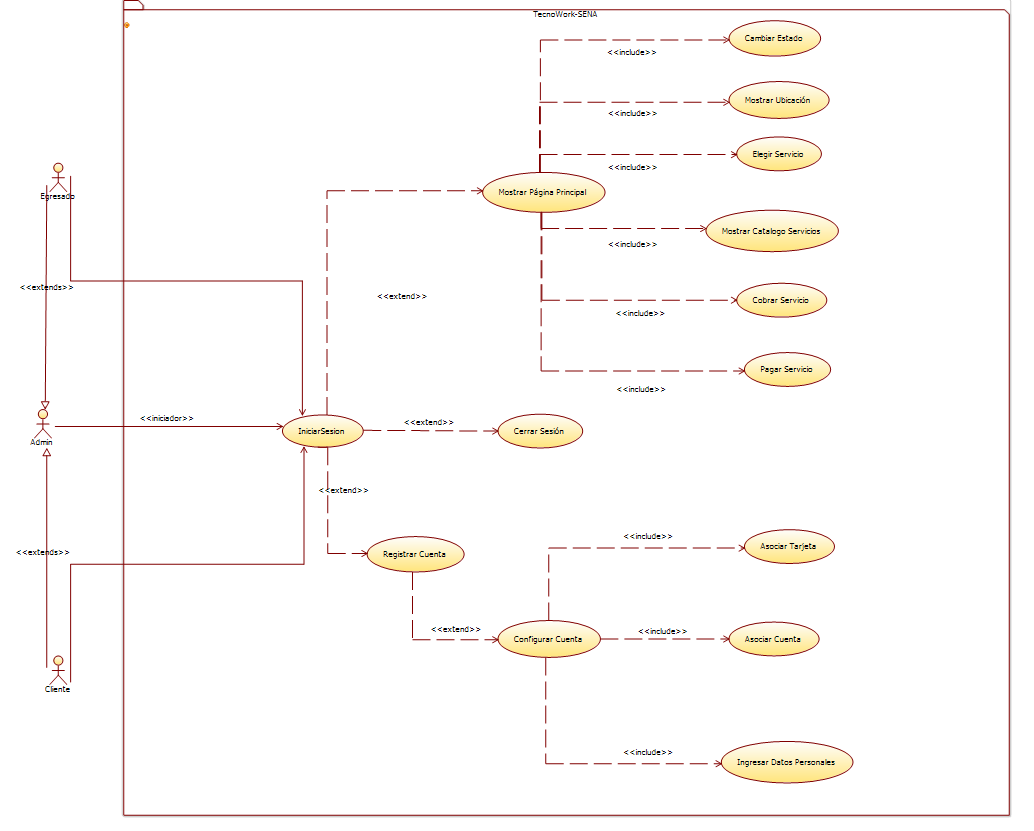 TecnoWork-SENA
Cambiar Estado
<<include>>
Mostrar Ubicación
<<include>>
Elegir Servicio
<<include>>
Egresado
Mostrar Página Principal
Mostrar Catalogo Servicios
<<include>>
<<extends>>
<<extend>>
Cobrar Servicio
<<include>>
Pagar Servicio
<<include>>
<<iniciador>>
Admin
IniciarSesion
<<extend>>
Cerrar Sesión
<<extend>>
<<extends>>
Registrar Cuenta
<<include>>
Asociar Tarjeta
<<extend>>
Configurar Cuenta
<<include>>
Asociar Cuenta
Cliente
<<include>>
Ingresar Datos Personales